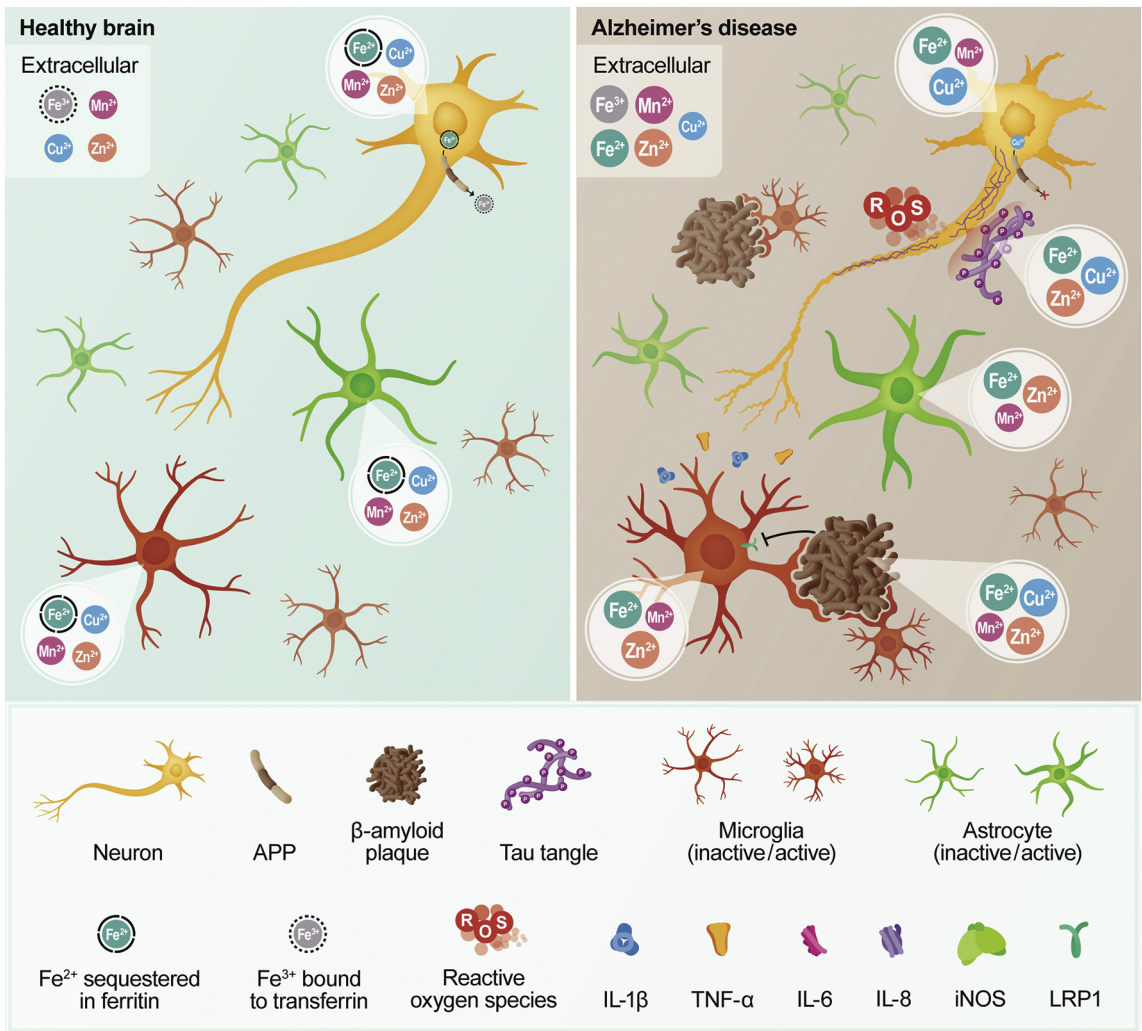 Healthy brain
Extracellular
Fe³⁺ Mn²⁺
Cu²⁺ Zn²⁺
Fe²⁺ Cu²⁺
Mn²⁺ Zn²⁺
Fe²⁺
Fe³⁺
Fe²⁺ Cu²⁺
Mn²⁺ Zn²⁺
Fe²⁺ Cu²⁺
Mn²⁺ Zn²⁺
Alzheimer's disease
Extracellular
Fe³⁺ Mn²⁺
Cu²⁺
Fe²⁺ Zn²⁺
Fe²⁺ Mn²⁺
Cu²⁺
Cu²⁺
ROS
P P P P P P P P P
Fe²⁺
Cu²⁺
Zn²⁺
Fe²⁺
Zn²⁺
Mn²⁺
Fe²⁺ Mn²⁺
Zn²⁺
Fe²⁺ Cu²⁺
Mn²⁺ Zn²⁺
P P P P P P P P P
Neuron
APP
β-amyloid
plaque
Tau tangle
Microglia
(inactive/active)
Astrocyte
(inactive/active)
Fe²⁺
Fe³⁺
ROS
Fe²⁺ sequestered
in ferritin
Fe³⁺ bound
to transferrin
Reactive
oxygen species
IL-1β
TNF-α
IL-6
IL-8
iNOS
LRP1